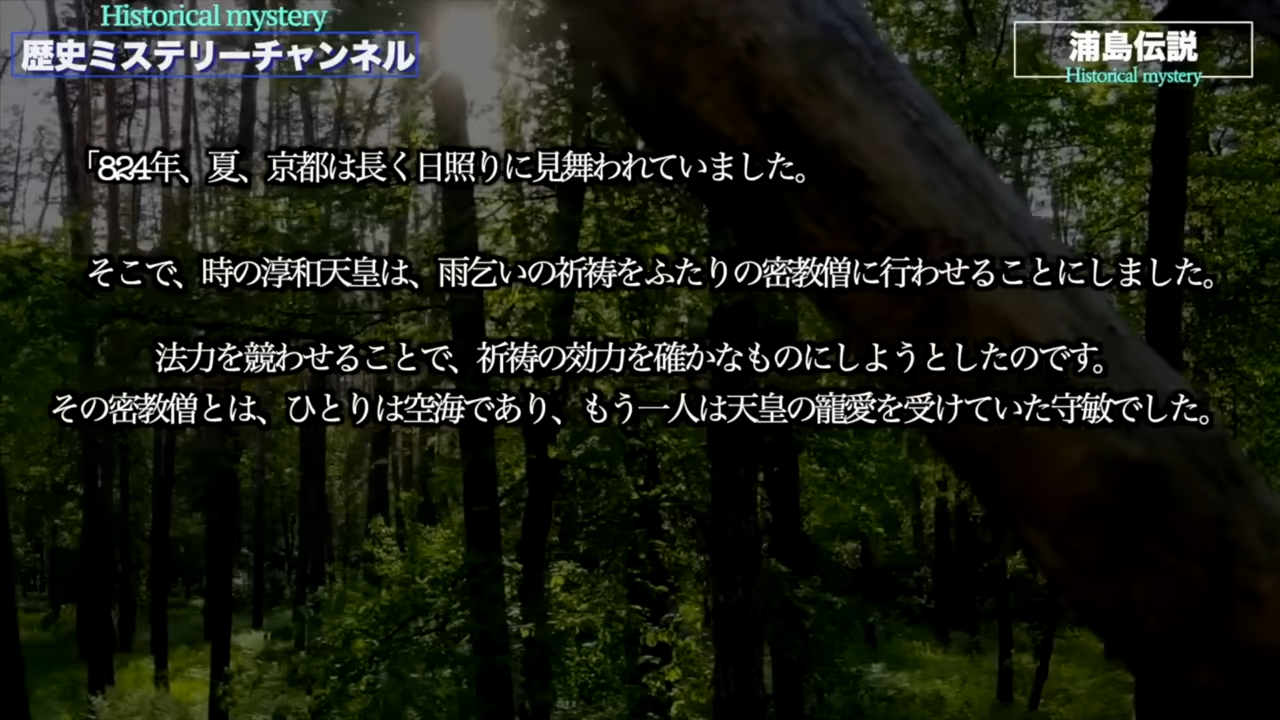 Historical mystery
歴史ミステリーチャンネル
浦島伝説
Historical mystery
「824年、夏、京都は長く日照りに見舞われていました。
そこで、時の淳和天皇は、雨乞いの祈祷をふたりの密教僧に行わせることにしました。
法力を競わせることで、祈祷の効力を確かなものにしようとしたのです。
その密教僧とは、ひとりは空海であり、もう一人は天皇の寵愛を受けていた守敏でした。